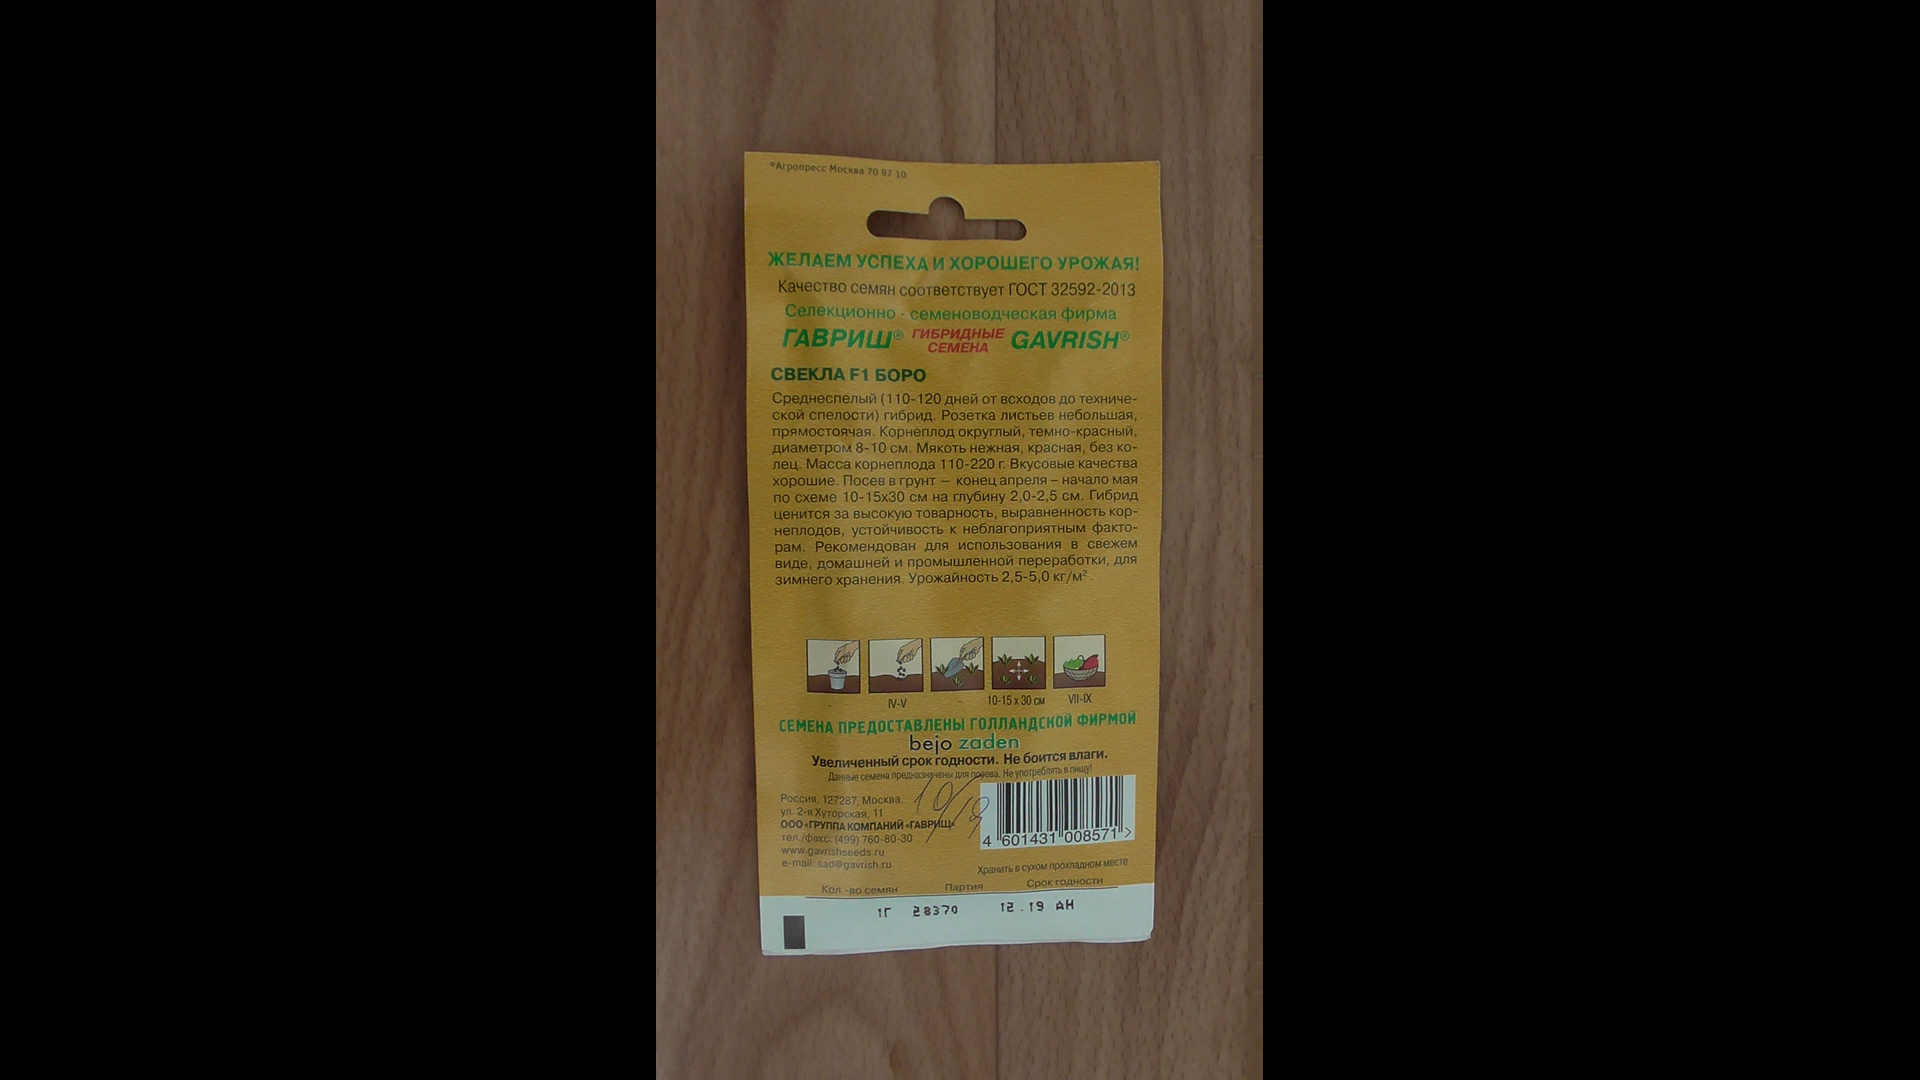 ©Агропресс Москва 70 97 10
ЖЕЛАЕМ УСПЕХА И ХОРОШЕГО УРОЖАЯ!
Качество семян соответствует ГОСТ 32592-2013
Селекционно - семеноводческая фирма
ГАВРИШ® ГИБРИДНЫЕ СЕМЕНА GAVRISH®
СВЕКЛА F1 БОРО
Среднеспелый (110-120 дней от всходов до техниче-
ской спелости) гибрид. Розетка листьев небольшая,
прямостоячая. Корнеплод округлый, темно-красный,
диаметром 8-10 см. Мякоть нежная, красная, без ко-
лец. Масса корнеплода 110-220 г. Вкусовые качества
хорошие. Посев в грунт – конец апреля – начало мая
по схеме 10-15х30 см на глубину 2,0-2,5 см. Гибрид
ценится за высокую товарность, выравненность кор-
неплодов, устойчивость к неблагоприятным факто-
рам. Рекомендован для использования в свежем
виде, домашней и промышленной переработки, для
зимнего хранения. Урожайность 2,5-5,0 кг/м².
- IV-V - 10-15 x 30 см VII-IX
СЕМЕНА ПРЕДОСТАВЛЕНЫ ГОЛЛАНДСКОЙ ФИРМОЙ
bejo zaden
Увеличенный срок годности. Не боится влаги.
Данные семена предназначены для посева. Не употреблять в пищу!
Россия, 127287, Москва,
ул. 2-я Хуторская, 11
ООО «ГРУППА КОМПАНИЙ «ГАВРИШ»
тел./факс: (499) 760-80-30
www.gavrishseeds.ru
e-mail: sad@gavrish.ru
4 601431 008571 >
Хранить в сухом прохладном месте
Кол -во семян Партия Срок годности
1Г 28370 12.19 АН